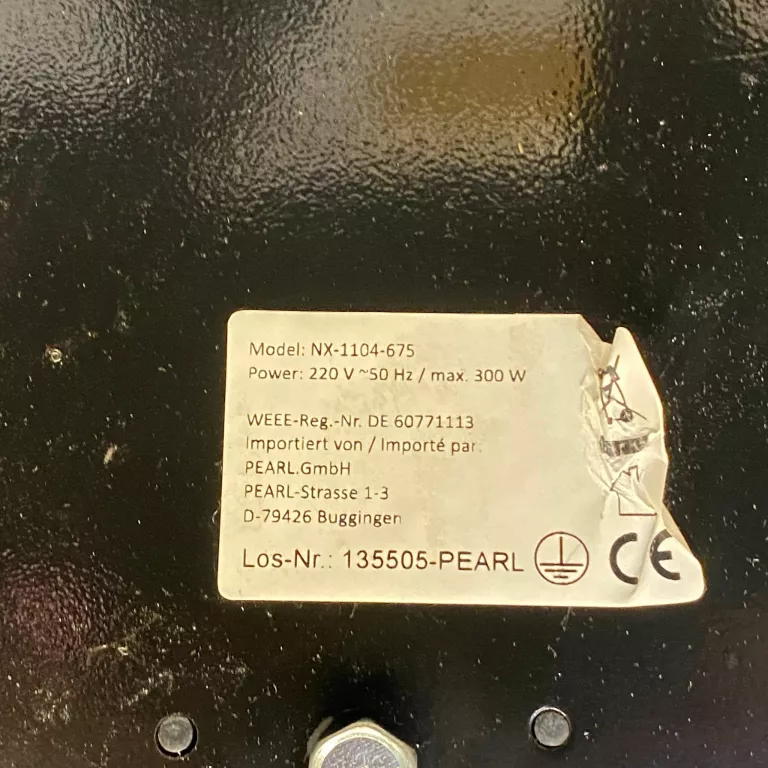 Model: NX-1104-675
Power: 220 V ~50 Hz / max. 300 W
WEEE-Reg.-Nr. DE 60771113
Importiert von / Importé par:
PEARL.GmbH
PEARL-Strasse 1-3
D-79426 Buggingen
Los-Nr.: 135505-PEARL CE